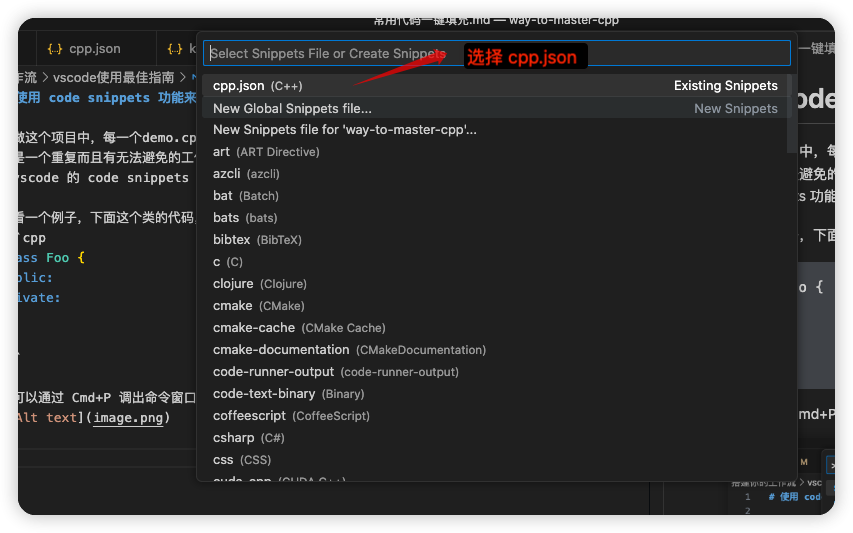 常用代码一键填充.md — way-to-master-cpp
{..} cpp.json
{..} k
Select Snippets File or Create Snippets
选择 cpp.json
一键填
作流 > vscode使用最佳指南 >
使用 code snippets 功能来
cpp.json (C++)
Existing Snippets
New Global Snippets file...
New Snippets
New Snippets file for 'way-to-master-cpp'...
做这个项目中，每一个demo.cp
是一个重复而且有无法避免的工
vscode 的 code snippets
看一个例子，下面这个类的代码
`cpp
ass Foo {
blic:
ivate:
可以通过 Cmd+P 调出命令窗口
Alt text](image.png)
art (ART Directive)
azcli (azcli)
bat (Batch)
bats (bats)
bibtex (BibTeX)
c (C)
clojure (Clojure)
cmake (CMake)
cmake-cache (CMake Cache)
cmake-documentation (CMakeDocumentation)
code-runner-output (code-runner-output)
code-text-binary (Binary)
coffeescript (CoffeeScript)
csharp (C#)
css (CSS)
cuda-cpp (CUDA C++)
ode
中，每
避免的
s 功能
，下面
o {
md+P
M
搭建你的工作流 > vsc
1 # 使用 cod
2